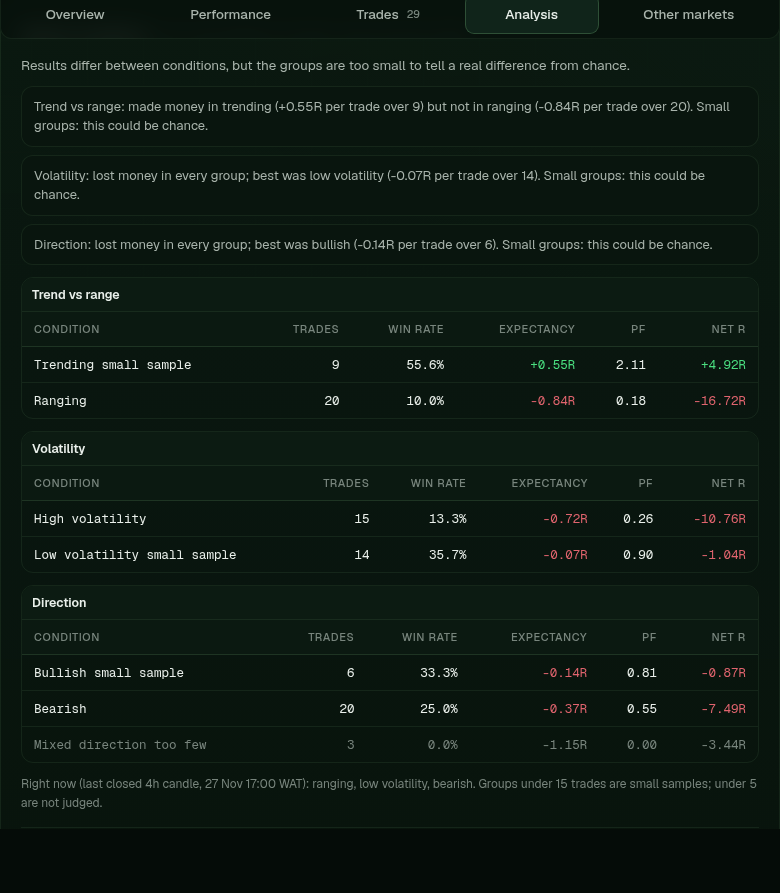 Overview Performance Trades 29 Analysis Other markets
Results differ between conditions, but the groups are too small to tell a real difference from chance.
Trend vs range: made money in trending (+0.55R per trade over 9) but not in ranging (-0.84R per trade over 20). Small
groups: this could be chance.
Volatility: lost money in every group; best was low volatility (-0.07R per trade over 14). Small groups: this could be
chance.
Direction: lost money in every group; best was bullish (-0.14R per trade over 6). Small groups: this could be chance.
Trend vs range
CONDITION TRADES WIN RATE EXPECTANCY PF NET R
Trending small sample 9 55.6% +0.55R 2.11 +4.92R
Ranging 20 10.0% -0.84R 0.18 -16.72R
Volatility
CONDITION TRADES WIN RATE EXPECTANCY PF NET R
High volatility 15 13.3% -0.72R 0.26 -10.76R
Low volatility small sample 14 35.7% -0.07R 0.90 -1.04R
Direction
CONDITION TRADES WIN RATE EXPECTANCY PF NET R
Bullish small sample 6 33.3% -0.14R 0.81 -0.87R
Bearish 20 25.0% -0.37R 0.55 -7.49R
Mixed direction too few 3 0.0% -1.15R 0.00 -3.44R
Right now (last closed 4h candle, 27 Nov 17:00 WAT): ranging, low volatility, bearish. Groups under 15 trades are small samples; under 5
are not judged.